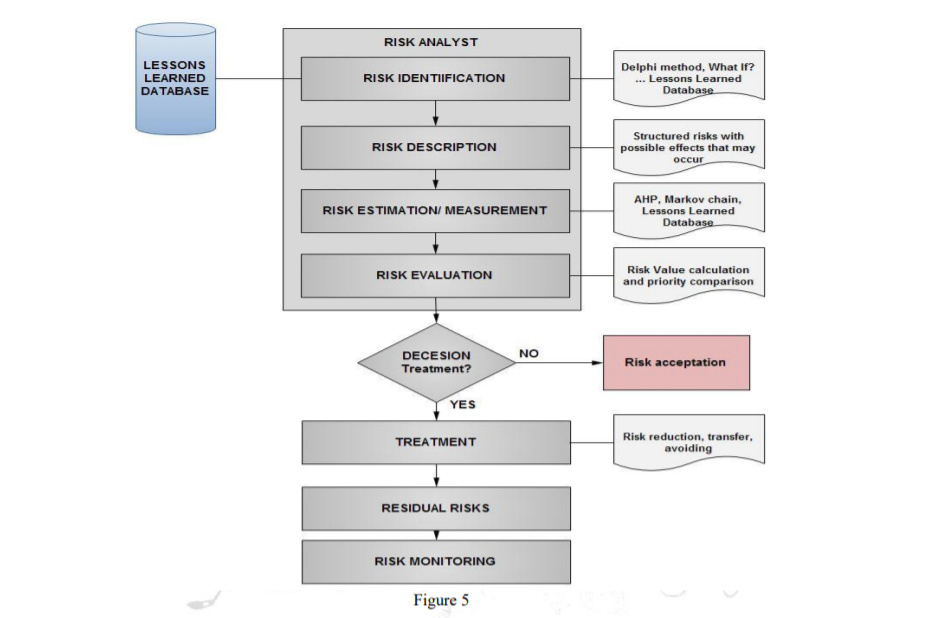 LESSONS
LEARNED
DATABASE
RISK ANALYST
RISK IDENTIIFICATION
Delphi method, What If?
... Lessons Learned
Database
RISK DESCRIPTION
Structured risks with
possible effects that may
occur
RISK ESTIMATION/ MEASUREMENT
AHP, Markov chain,
Lessons Learned
Database
RISK EVALUATION
Risk Value calculation
and priority comparison
DECESION
Treatment?
NO
Risk acceptation
YES
TREATMENT
Risk reduction, transfer,
avoiding
RESIDUAL RISKS
RISK MONITORING
Figure 5